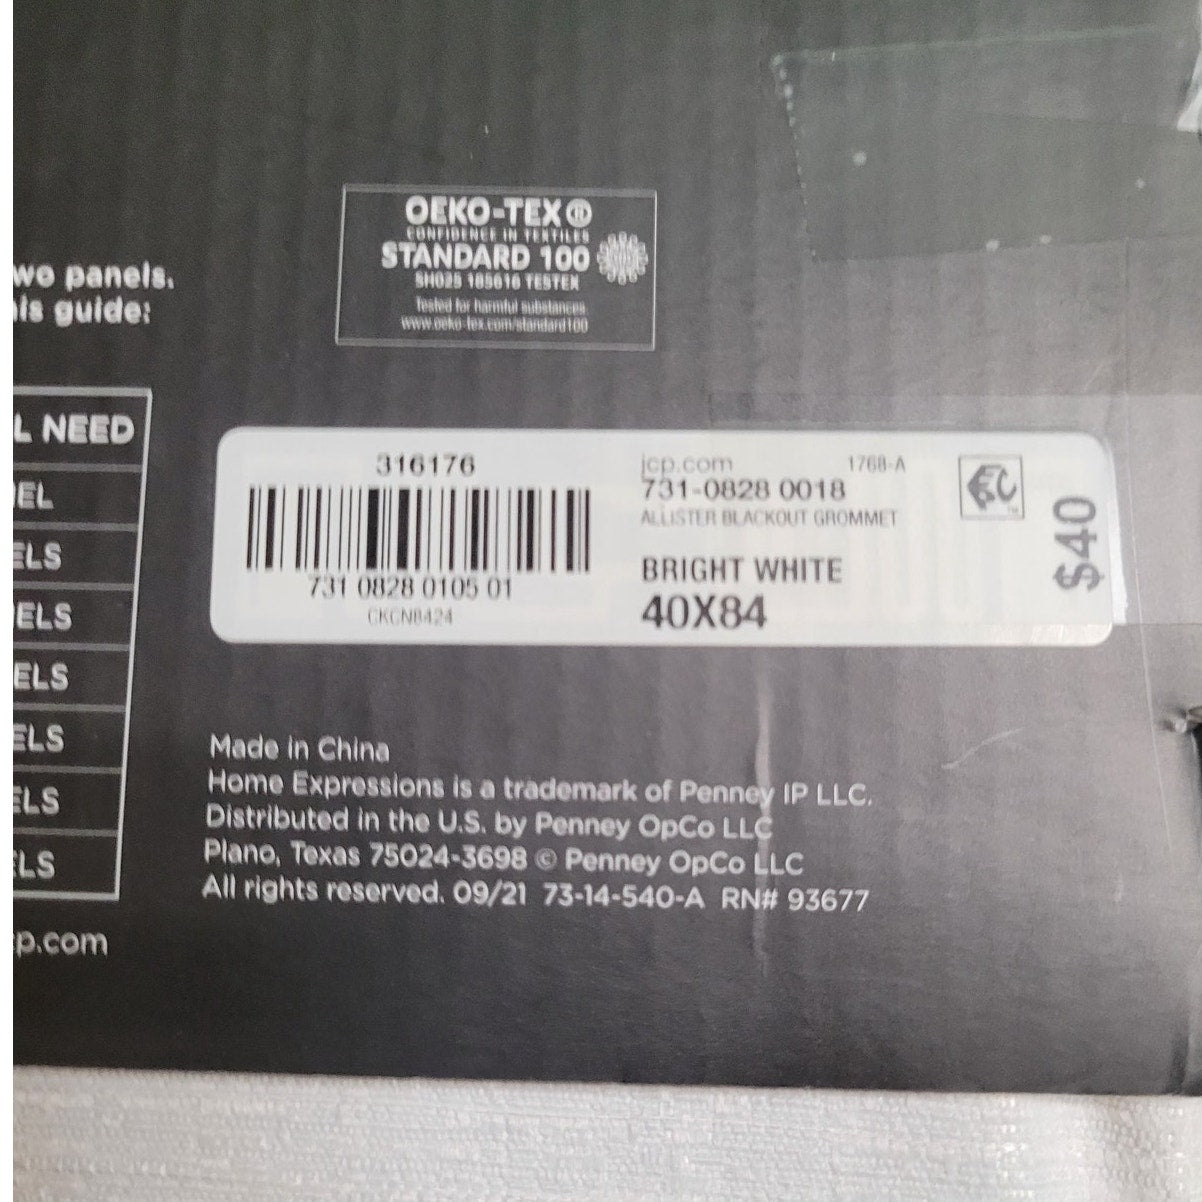 OEKO-TEX®
CONFIDENCE IN TEXTILES
STANDARD 100
SH025 185616 TESTEX
Tested for harmful substances
www.oeko-tex.com/standard100
wo panels.
is guide:
L NEED
EL
ELS
ELS
ELS
ELS
ELS
ELS
p.com
316176
731 0828 0105 01
CKCN8424
jcp.com 1768-A
731-0828 0018
ALLISTER BLACKOUT GROMMET
BRIGHT WHITE
40X84
$40
Made in China
Home Expressions is a trademark of Penney IP LLC.
Distributed in the U.S. by Penney OpCo LLC
Plano, Texas 75024-3698 © Penney OpCo LLC
All rights reserved. 09/21 73-14-540-A RN# 93677